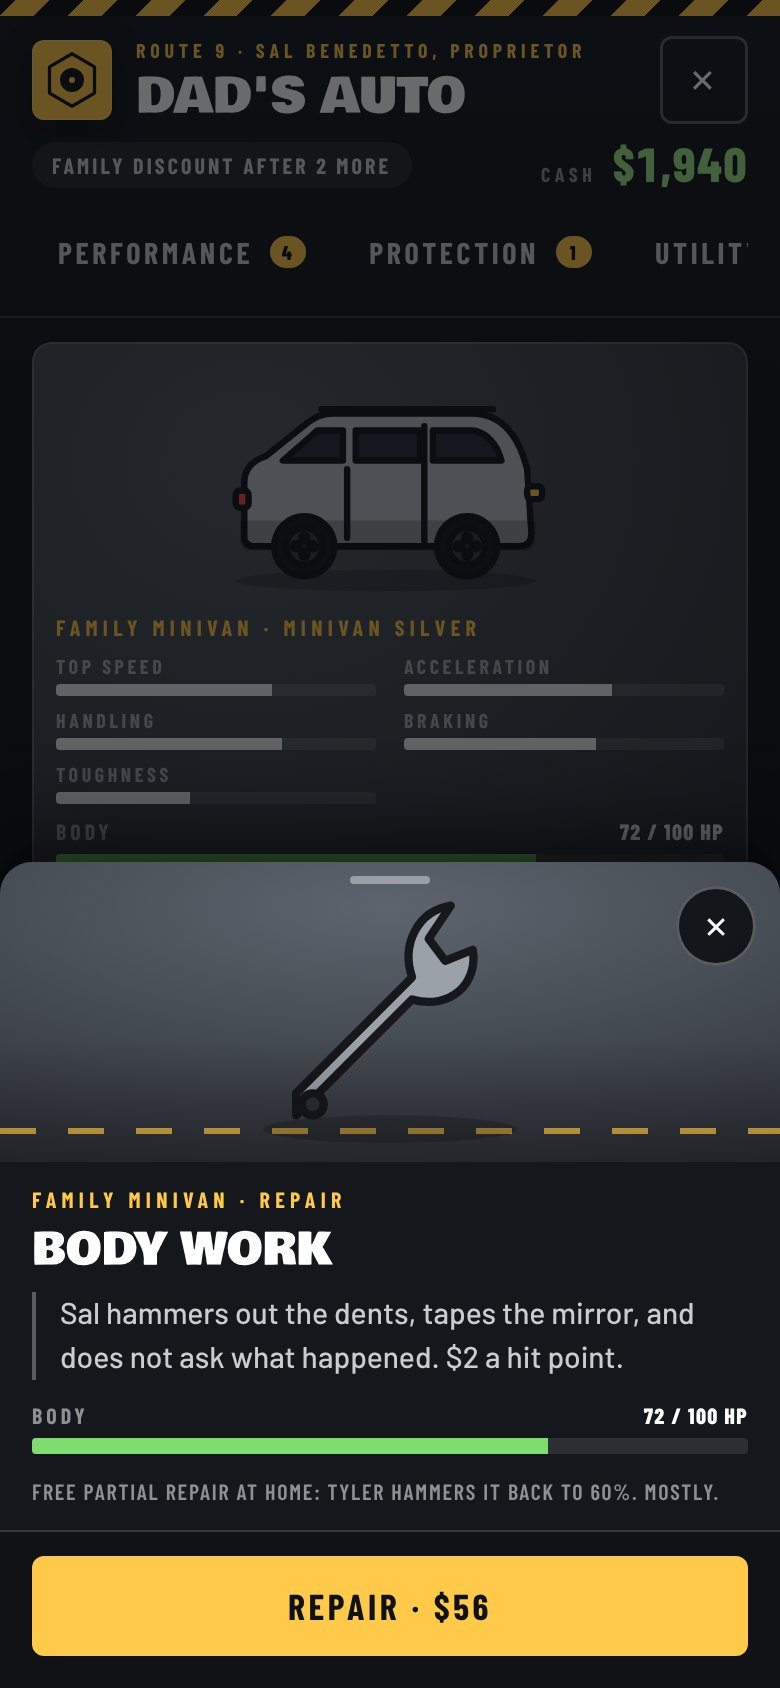 ROUTE 9 · SAL BENEDETTO, PROPRIETOR
DAD'S AUTO
×
FAMILY DISCOUNT AFTER 2 MORE
CASH $1,940
PERFORMANCE 4 PROTECTION 1 UTILIT
FAMILY MINIVAN · MINIVAN SILVER
TOP SPEED ACCELERATION
HANDLING BRAKING
TOUGHNESS
BODY 72 / 100 HP
×
FAMILY MINIVAN · REPAIR
BODY WORK
Sal hammers out the dents, tapes the mirror, and
does not ask what happened. $2 a hit point.
BODY 72 / 100 HP
FREE PARTIAL REPAIR AT HOME: TYLER HAMMERS IT BACK TO 60%. MOSTLY.
REPAIR · $56